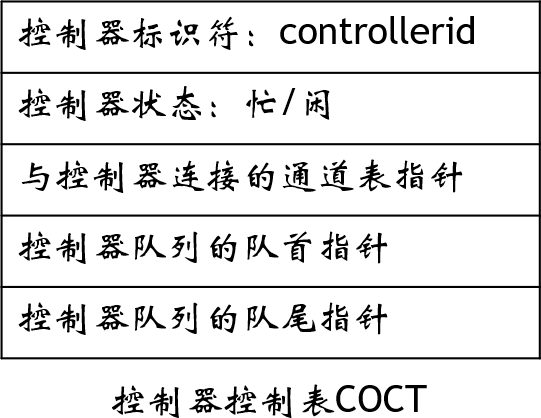 控制器标识符：controllerid
控制器状态：忙/闲
与控制器连接的通道表指针
控制器队列的队首指针
控制器队列的队尾指针
控制器控制表COCT